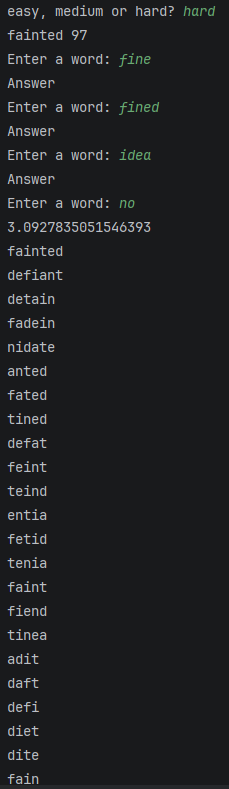 easy, medium or hard? hard
fainted 97
Enter a word: fine
Answer
Enter a word: fined
Answer
Enter a word: idea
Answer
Enter a word: no
3.0927835051546393
fainted
defiant
detain
fadein
nidate
anted
fated
tined
defat
feint
teind
entia
fetid
tenia
faint
fiend
tinea
adit
daft
defi
diet
dite
fain